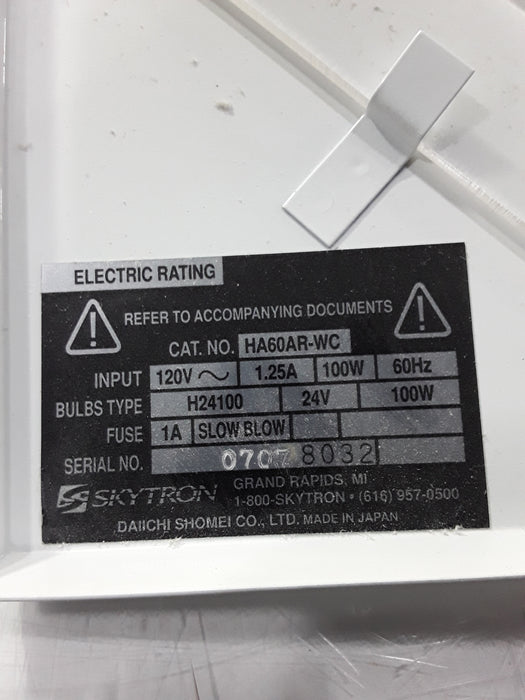 ELECTRIC RATING
REFER TO ACCOMPANYING DOCUMENTS
CAT. NO. HA60AR-WC
INPUT 120V ~ 1.25A 100W 60Hz
BULBS TYPE H24100 24V 100W
FUSE 1A SLOW BLOW
SERIAL NO. 0707 8032
GRAND RAPIDS, MI
SKYTRON 1-800-SKYTRON • (616) 957-0500
DAIICHI SHOMEI CO., LTD. MADE IN JAPAN